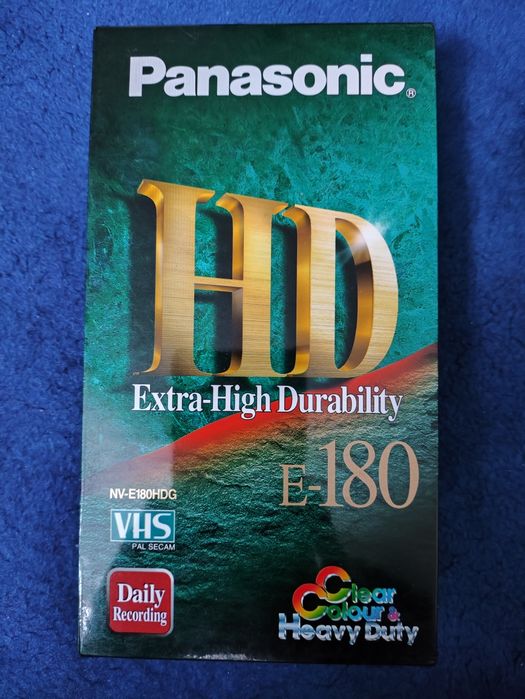 Panasonic®
HD
Extra-High Durability
E-180
NV-E180HDG
VHS
PAL SECAM
Daily
Recording
Clear
Colour &
Heavy Duty